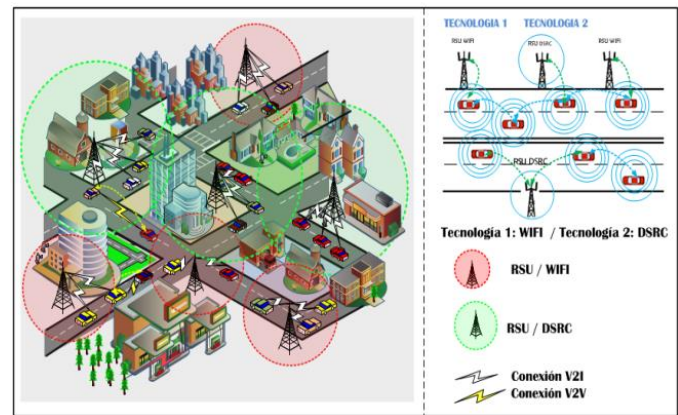 TECNOLOGIA 1 TECNOLOGIA 2
RSU WIFI RSU DSRC RSU WIFI
RSU DSRC
Tecnología 1: WIFI / Tecnología 2: DSRC
RSU / WIFI
RSU / DSRC
Conexión V2I
Conexión V2V